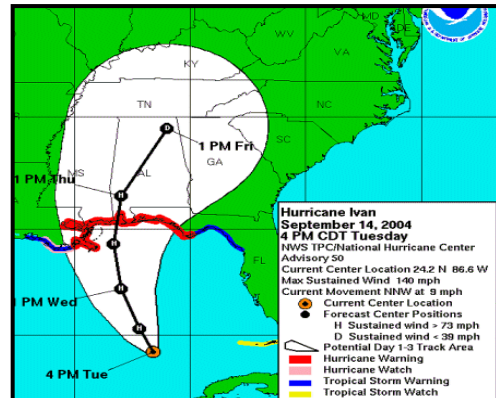 WV
MD
DE
KY
VA
TN
NC
D
1 PM Fri
SC
MS
AL
GA
1 PM Thu
H
H
FL
1 PM Wed
H
H
4 PM Tue
Hurricane Ivan
September 14, 2004
4 PM CDT Tuesday
NWS TPC/National Hurricane Center
Advisory 50
Current Center Location 24.2 N 86.6 W
Max Sustained Wind 140 mph
Current Movement NNW at 9 mph
Current Center Location
Forecast Center Positions
H Sustained wind > 73 mph
D Sustained wind < 39 mph
Potential Day 1-3 Track Area
Hurricane Warning
Hurricane Watch
Tropical Storm Warning
Tropical Storm Watch